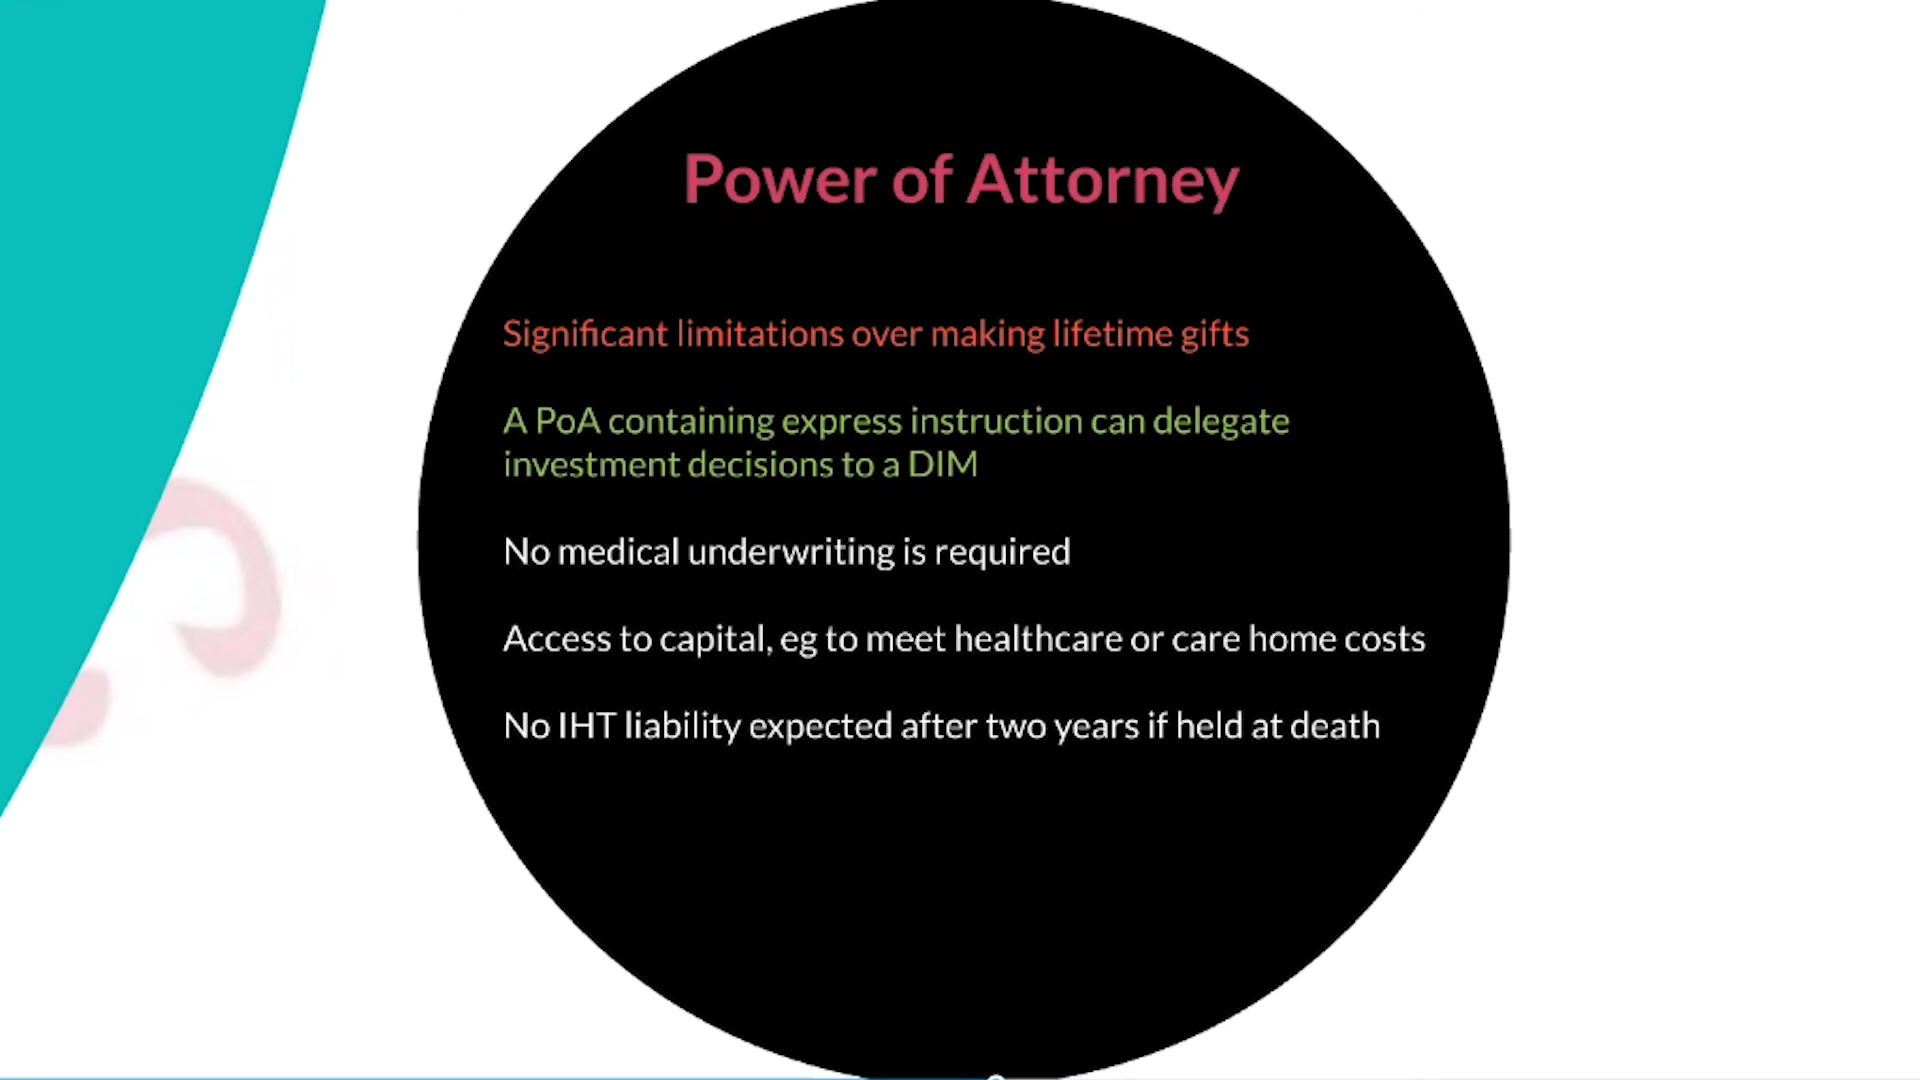 Power of Attorney
Significant limitations over making lifetime gifts
A PoA containing express instruction can delegate
investment decisions to a DIM
No medical underwriting is required
Access to capital, eg to meet healthcare or care home costs
No IHT liability expected after two years if held at death